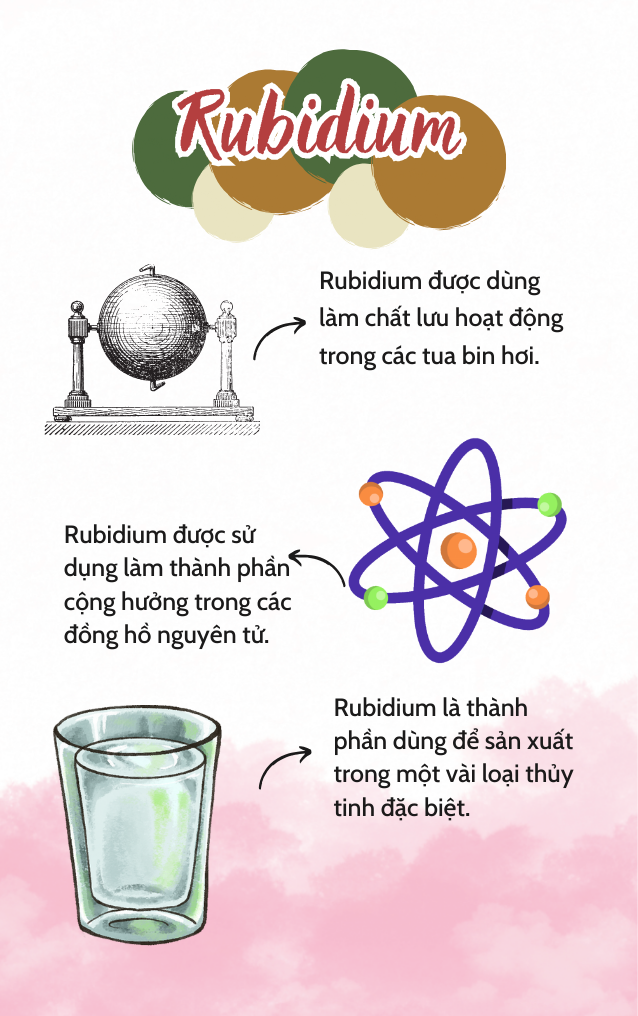 Rubidium
Rubidium được dùng
làm chất lưu hoạt động
trong các tua bin hơi.
Rubidium được sử
dụng làm thành phần
cộng hưởng trong các
đồng hồ nguyên tử.
Rubidium là thành
phần dùng để sản xuất
trong một vài loại thủy
tinh đặc biệt.